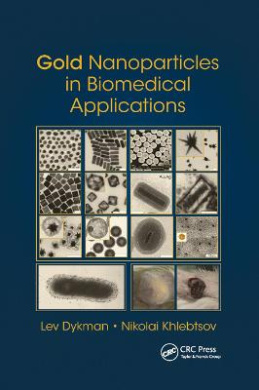 Gold Nanoparticles
in Biomedical
Applications
Lev Dykman • Nikolai Khlebtsov
CRC Press
Taylor & Francis Group